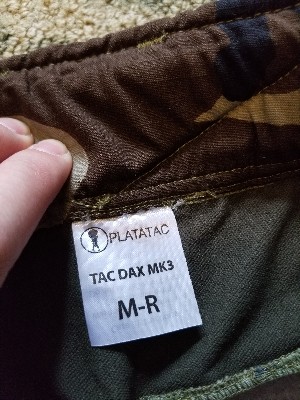 PLATATAC
TAC DAX MK3
M-R